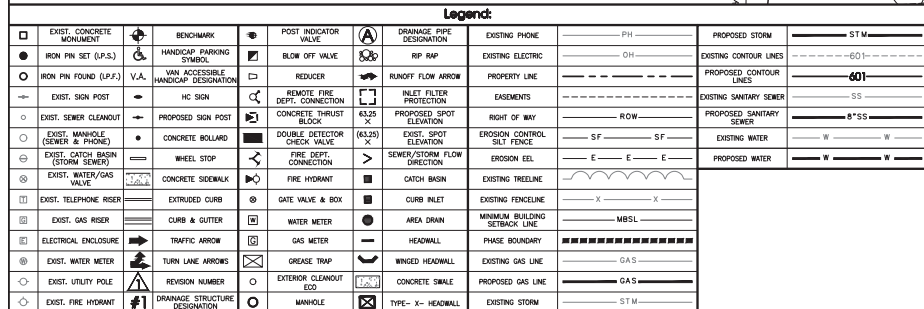 Legend:
EXIST. CONCRETE MONUMENT
BENCHMARK
POST INDICATOR VALVE
A
DRAINAGE PIPE DESIGNATION
EXISTING PHONE
PH
PROPOSED STORM
STM
IRON PIN SET (I.P.S.)
HANDICAP PARKING SYMBOL
BLOW OFF VALVE
RIP RAP
EXISTING ELECTRIC
OH
EXISTING CONTOUR LINES
601
IRON PIN FOUND (I.P.F.)
V.A.
VAN ACCESSIBLE HANDICAP DESIGNATION
REDUCER
RUNOFF FLOW ARROW
PROPERTY LINE
PROPOSED CONTOUR LINES
601
EXIST. SIGN POST
HC SIGN
REMOTE FIRE DEPT. CONNECTION
INLET FILTER PROTECTION
EASEMENTS
EXISTING SANITARY SEWER
SS
EXIST. SEWER CLEANOUT
PROPOSED SIGN POST
CONCRETE THRUST BLOCK
63.25 X
PROPOSED SPOT ELEVATION
RIGHT OF WAY
ROW
PROPOSED SANITARY SEWER
8"SS
EXIST. MANHOLE (SEWER & PHONE)
CONCRETE BOLLARD
DOUBLE DETECTOR CHECK VALVE
(63.25) X
EXIST. SPOT ELEVATION
EROSION CONTROL SILT FENCE
SF SF
EXISTING WATER
W W
EXIST. CATCH BASIN (STORM SEWER)
WHEEL STOP
FIRE DEPT. CONNECTION
SEWER/STORM FLOW DIRECTION
EROSION EEL
E E E
PROPOSED WATER
W W
EXIST. WATER/GAS VALVE
CONCRETE SIDEWALK
FIRE HYDRANT
CATCH BASIN
EXISTING TREELINE
T
EXIST. TELEPHONE RISER
EXTRUDED CURB
GATE VALVE & BOX
CURB INLET
EXISTING FENCELINE
X X
G
EXIST. GAS RISER
CURB & GUTTER
W
WATER METER
AREA DRAIN
MINIMUM BUILDING SETBACK LINE
MBSL
E
ELECTRICAL ENCLOSURE
TRAFFIC ARROW
G
GAS METER
HEADWALL
PHASE BOUNDARY
W
EXIST. WATER METER
TURN LANE ARROWS
GREASE TRAP
WINGED HEADWALL
EXISTING GAS LINE
GAS
EXIST. UTILITY POLE
1
REVISION NUMBER
EXTERIOR CLEANOUT ECO
CONCRETE SWALE
PROPOSED GAS LINE
GAS
EXIST. FIRE HYDRANT
#1
DRAINAGE STRUCTURE DESIGNATION
MANHOLE
TYPE- X- HEADWALL
EXISTING STORM
STM